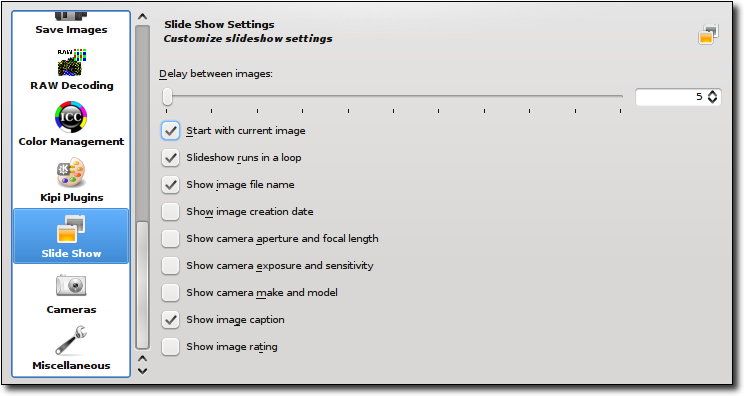 Save Images
RAW
RAW Decoding
ICC
Color Management
Kipi Plugins
Slide Show
Cameras
Miscellaneous
Slide Show Settings
Customize slideshow settings
Delay between images:
5
Start with current image
Slideshow runs in a loop
Show image file name
Show image creation date
Show camera aperture and focal length
Show camera exposure and sensitivity
Show camera make and model
Show image caption
Show image rating